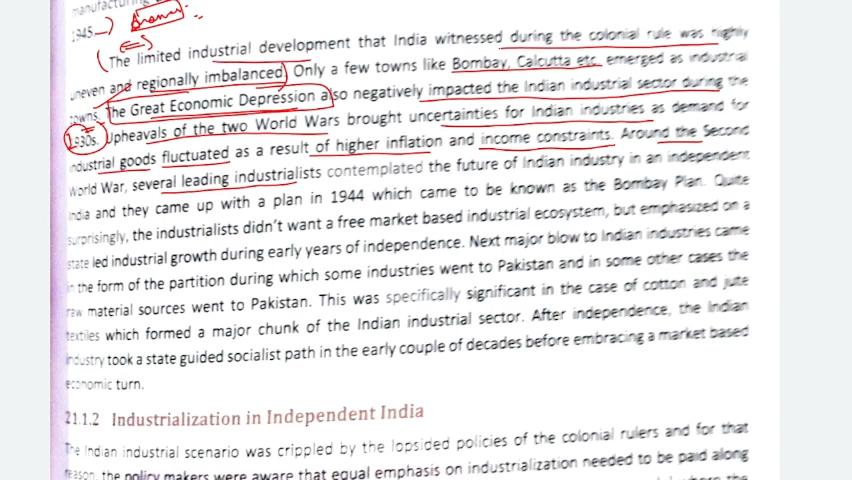 manufacturing
1945
The limited industrial development that India witnessed during the colonial rule was highly
uneven and regionally imbalanced. Only a few towns like Bombay, Calcutta etc. emerged as industrial
towns. The Great Economic Depression also negatively impacted the Indian industrial sector during the
1930s. Upheavals of the two World Wars brought uncertainties for Indian industries as demand for
industrial goods fluctuated as a result of higher inflation and income constraints. Around the Second
World War, several leading industrialists contemplated the future of Indian industry in an independent
India and they came up with a plan in 1944 which came to be known as the Bombay Plan. Quite
surprisingly, the industrialists didn't want a free market based industrial ecosystem, but emphasized on a
state led industrial growth during early years of independence. Next major blow to Indian industries came
in the form of the partition during which some industries went to Pakistan and in some other cases the
raw material sources went to Pakistan. This was specifically significant in the case of cotton and jute
textiles which formed a major chunk of the Indian industrial sector. After independence, the Indian
industry took a state guided socialist path in the early couple of decades before embracing a market based
economic turn.
21.1.2 Industrialization in Independent India
The Indian industrial scenario was crippled by the lopsided policies of the colonial rulers and for that
reason, the policy makers were aware that equal emphasis on industrialization needed to be paid along
where the